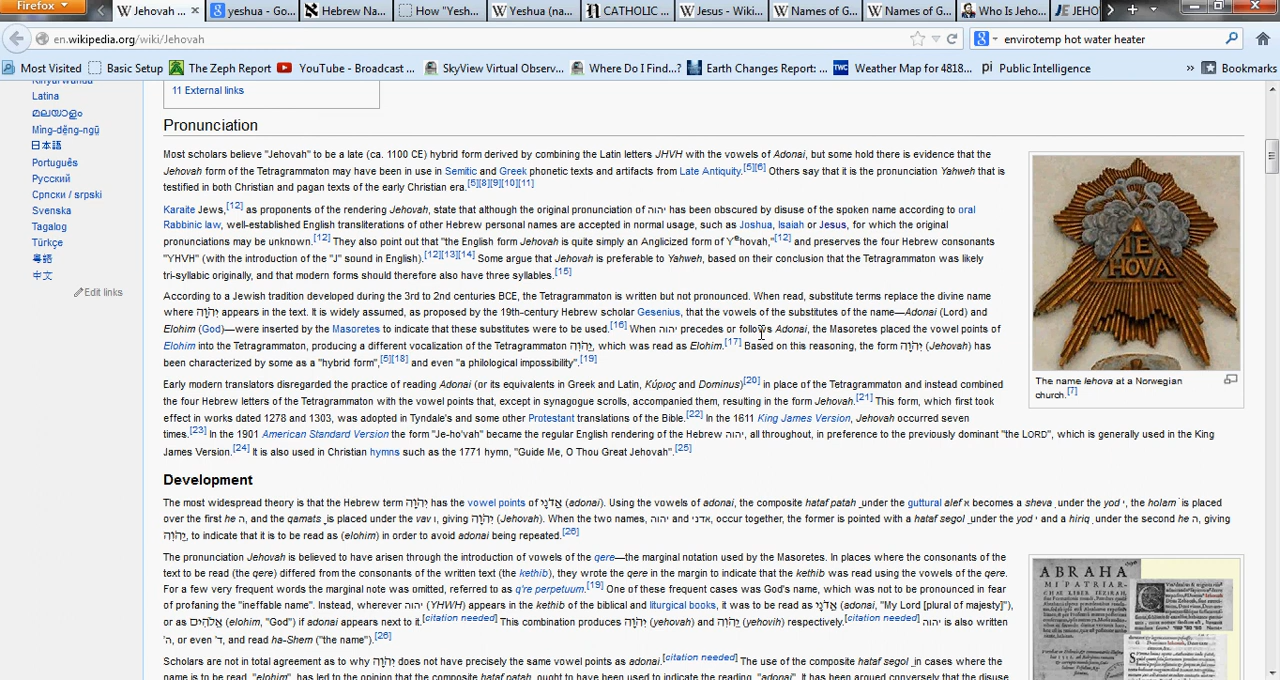 Firefox
Jehovah ...
yeshua - Go...
Hebrew Na...
How "Yesh...
Yeshua (na...
CATHOLIC ...
Jesus - Wiki...
Names of G...
Names of G...
Who Is Jeho...
JEHO
en.wikipedia.org/wiki/Jehovah
envirotemp hot water heater
Most Visited
Basic Setup
The Zeph Report
YouTube - Broadcast ...
SkyView Virtual Observ...
Where Do I Find...?
Earth Changes Report: ...
TWC
Weather Map for 4818...
pi Public Intelligence
»
Bookmarks
Latina
മലയാളം
Mìng-dĕ̤ng-ngṳ̄
日本語
Português
Русский
Српски / srpski
Svenska
Tagalog
Türkçe
粵語
中文
Edit links
11 External links
Pronunciation
Most scholars believe "Jehovah" to be a late (ca. 1100 CE) hybrid form derived by combining the Latin letters JHVH with the vowels of Adonai, but some hold there is evidence that the
Jehovah form of the Tetragrammaton may have been in use in Semitic and Greek phonetic texts and artifacts from Late Antiquity.[5][6] Others say that it is the pronunciation Yahweh that is
testified in both Christian and pagan texts of the early Christian era.[5][8][9][10][11]
Karaite Jews,[12] as proponents of the rendering Jehovah, state that although the original pronunciation of יהוה has been obscured by disuse of the spoken name according to oral
Rabbinic law, well-established English transliterations of other Hebrew personal names are accepted in normal usage, such as Joshua, Isaiah or Jesus, for which the original
pronunciations may be unknown.[12] They also point out that "the English form Jehovah is quite simply an Anglicized form of Yehovah,"[12] and preserves the four Hebrew consonants
"YHVH" (with the introduction of the "J" sound in English).[12][13][14] Some argue that Jehovah is preferable to Yahweh, based on their conclusion that the Tetragrammaton was likely
tri-syllabic originally, and that modern forms should therefore also have three syllables.[15]
According to a Jewish tradition developed during the 3rd to 2nd centuries BCE, the Tetragrammaton is written but not pronounced. When read, substitute terms replace the divine name
where יְהֹוָה appears in the text. It is widely assumed, as proposed by the 19th-century Hebrew scholar Gesenius, that the vowels of the substitutes of the name—Adonai (Lord) and
Elohim (God)—were inserted by the Masoretes to indicate that these substitutes were to be used.[16] When יהוה precedes or follows Adonai, the Masoretes placed the vowel points of
Elohim into the Tetragrammaton, producing a different vocalization of the Tetragrammaton יֱהֹוִה, which was read as Elohim.[17] Based on this reasoning, the form יְהֹוָה (Jehovah) has
been characterized by some as a "hybrid form",[5][18] and even "a philological impossibility".[19]
Early modern translators disregarded the practice of reading Adonai (or its equivalents in Greek and Latin, Κύριος and Dominus)[20] in place of the Tetragrammaton and instead combined
the four Hebrew letters of the Tetragrammaton with the vowel points that, except in synagogue scrolls, accompanied them, resulting in the form Jehovah.[21] This form, which first took
effect in works dated 1278 and 1303, was adopted in Tyndale's and some other Protestant translations of the Bible.[22] In the 1611 King James Version, Jehovah occurred seven
times.[23] In the 1901 American Standard Version the form "Je-ho'vah" became the regular English rendering of the Hebrew יהוה, all throughout, in preference to the previously dominant "the LORD", which is generally used in the King
James Version.[24] It is also used in Christian hymns such as the 1771 hymn, "Guide Me, O Thou Great Jehovah".[25]
IE
HOVA
The name Iehova at a Norwegian
church.[7]
Development
The most widespread theory is that the Hebrew term יְהֹוָה has the vowel points of אֲדֹנָי (adonai). Using the vowels of adonai, the composite hataf patah ֲ under the guttural alef א becomes a sheva ְ under the yod י, the holam ֹ is placed
over the first he ה, and the qamats ָ is placed under the vav ו, giving יְהֹוָה (Jehovah). When the two names, יהוה and אדני, occur together, the former is pointed with a hataf segol ֱ under the yod י and a hiriq ִ under the second he ה, giving
יֱהֹוִה, to indicate that it is to be read as (elohim) in order to avoid adonai being repeated.[26]
The pronunciation Jehovah is believed to have arisen through the introduction of vowels of the qere—the marginal notation used by the Masoretes. In places where the consonants of the
text to be read (the qere) differed from the consonants of the written text (the kethib), they wrote the qere in the margin to indicate that the kethib was read using the vowels of the qere.
For a few very frequent words the marginal note was omitted, referred to as q're perpetuum.[19] One of these frequent cases was God's name, which was not to be pronounced in fear
of profaning the "ineffable name". Instead, wherever יהוה (YHWH) appears in the kethib of the biblical and liturgical books, it was to be read as אֲדֹנָי (adonai, "My Lord [plural of majesty]"),
or as אֱלֹהִים (elohim, "God") if adonai appears next to it.[citation needed] This combination produces יְהֹוָה (yehovah) and יֱהֹוִה (yehovih) respectively.[citation needed] יהוה is also written
ה', or even ד', and read ha-Shem ("the name").[26]
Scholars are not in total agreement as to why יְהֹוָה does not have precisely the same vowel points as adonai.[citation needed] The use of the composite hataf segol ֱ in cases where the
ABRAHA
MI PATRIAR-